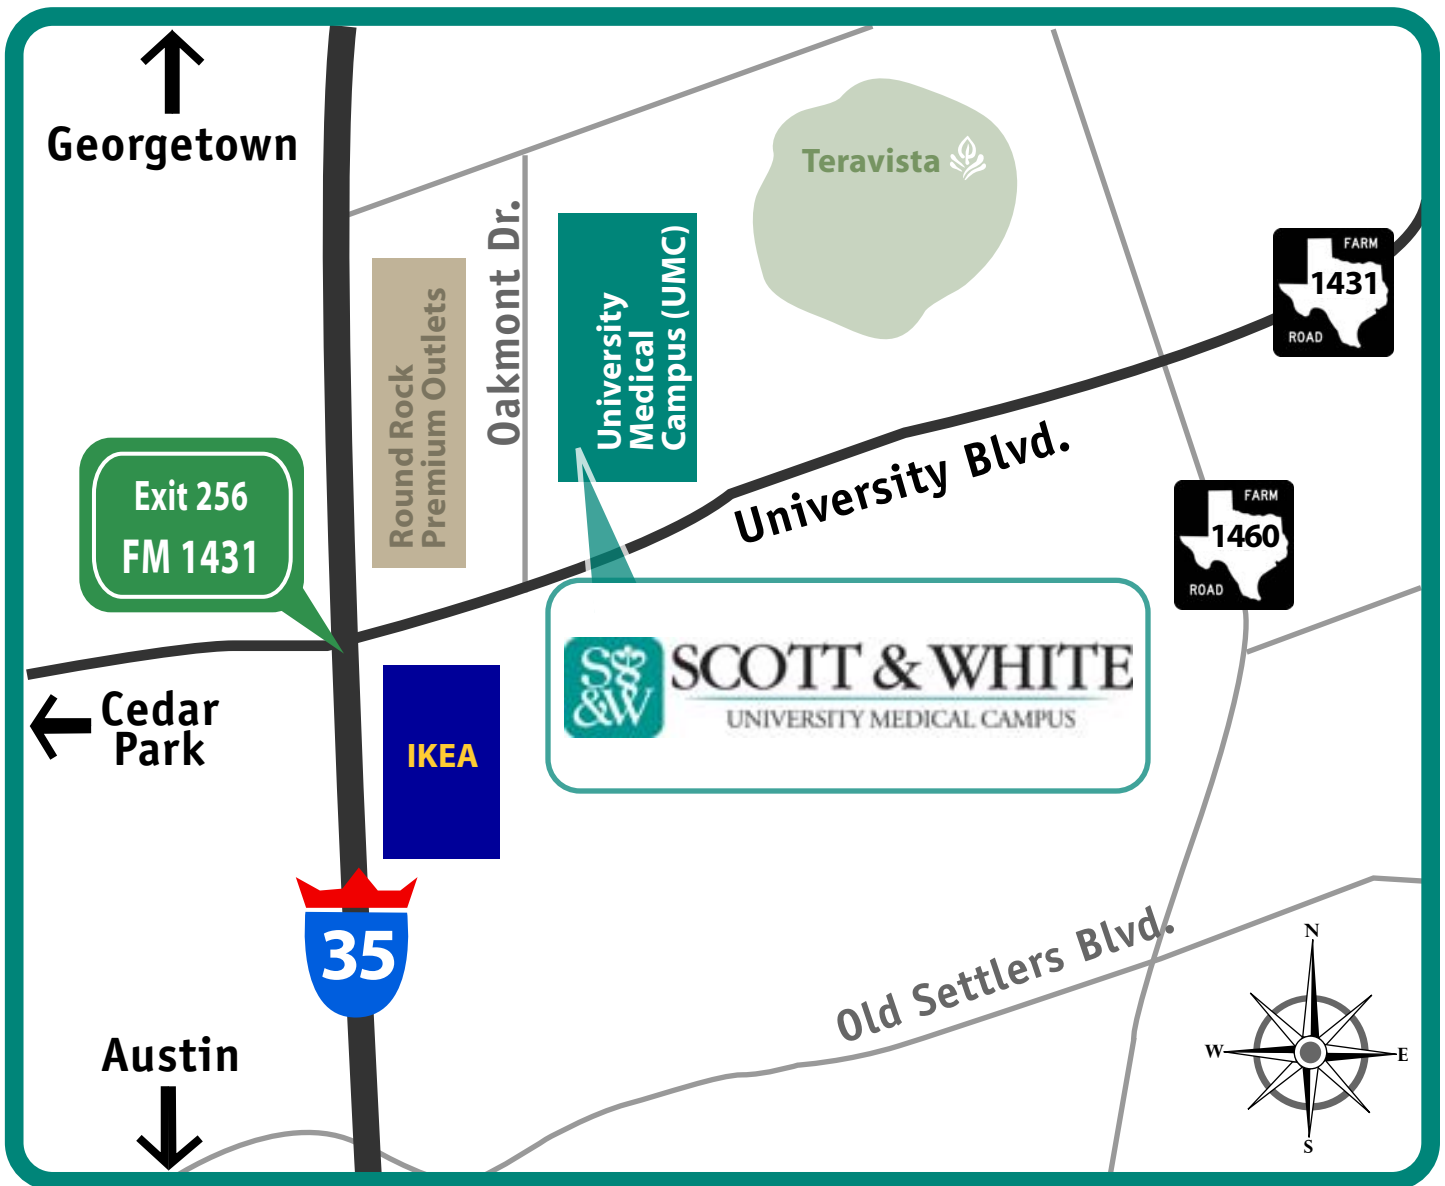 Georgetown
Teravista
Oakmont Dr.
University
Medical
Campus (UMC)
Round Rock
Premium Outlets
FARM
1431
ROAD
Exit 256
FM 1431
University Blvd.
FARM
1460
ROAD
Cedar
Park
IKEA
S&W
SCOTT & WHITE
UNIVERSITY MEDICAL CAMPUS
35
Old Settlers Blvd.
Austin
N
W
E
S